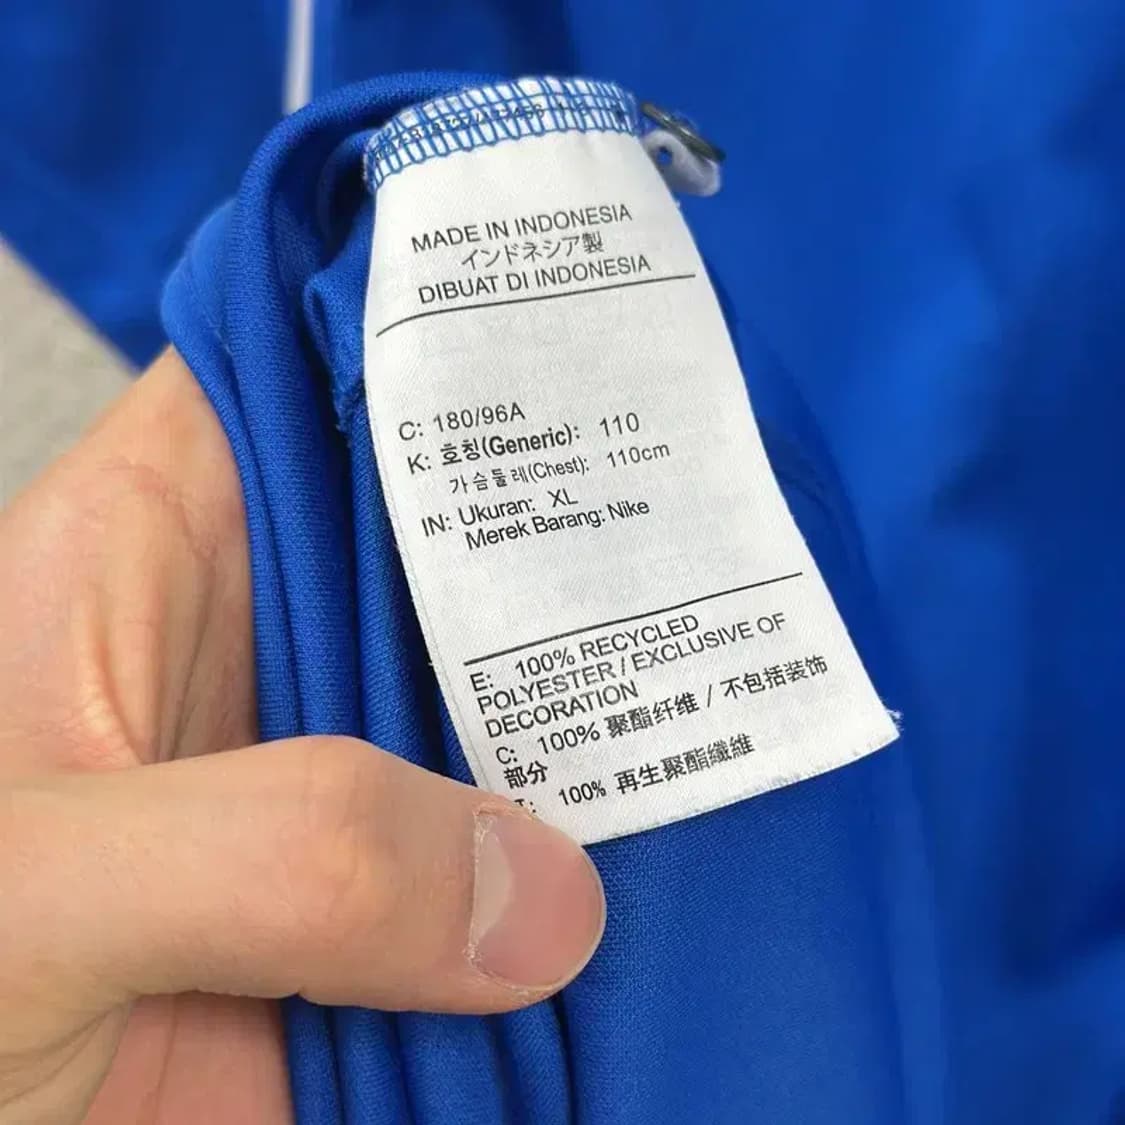 MADE IN INDONESIA
インドネシア製
DIBUAT DI INDONESIA
C: 180/96A
K: 호칭(Generic): 110
가슴둘레(Chest): 110cm
IN: Ukuran: XL
Merek Barang: Nike
E: 100% RECYCLED
POLYESTER / EXCLUSIVE OF
DECORATION
C: 100% 聚酯纤维 / 不包括装饰
部分
100% 再生聚酯纖維